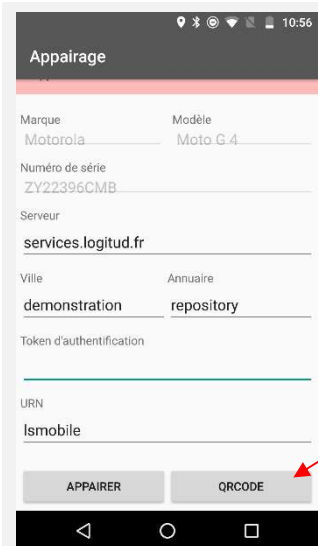 10:56
Appairage
Marque Modèle
Motorola Moto G 4
Numéro de série
ZY22396CMB
Serveur
services.logitud.fr
Ville Annuaire
demonstration repository
Token d'authentification
URN
lsmobile
APPAIRER QRCODE